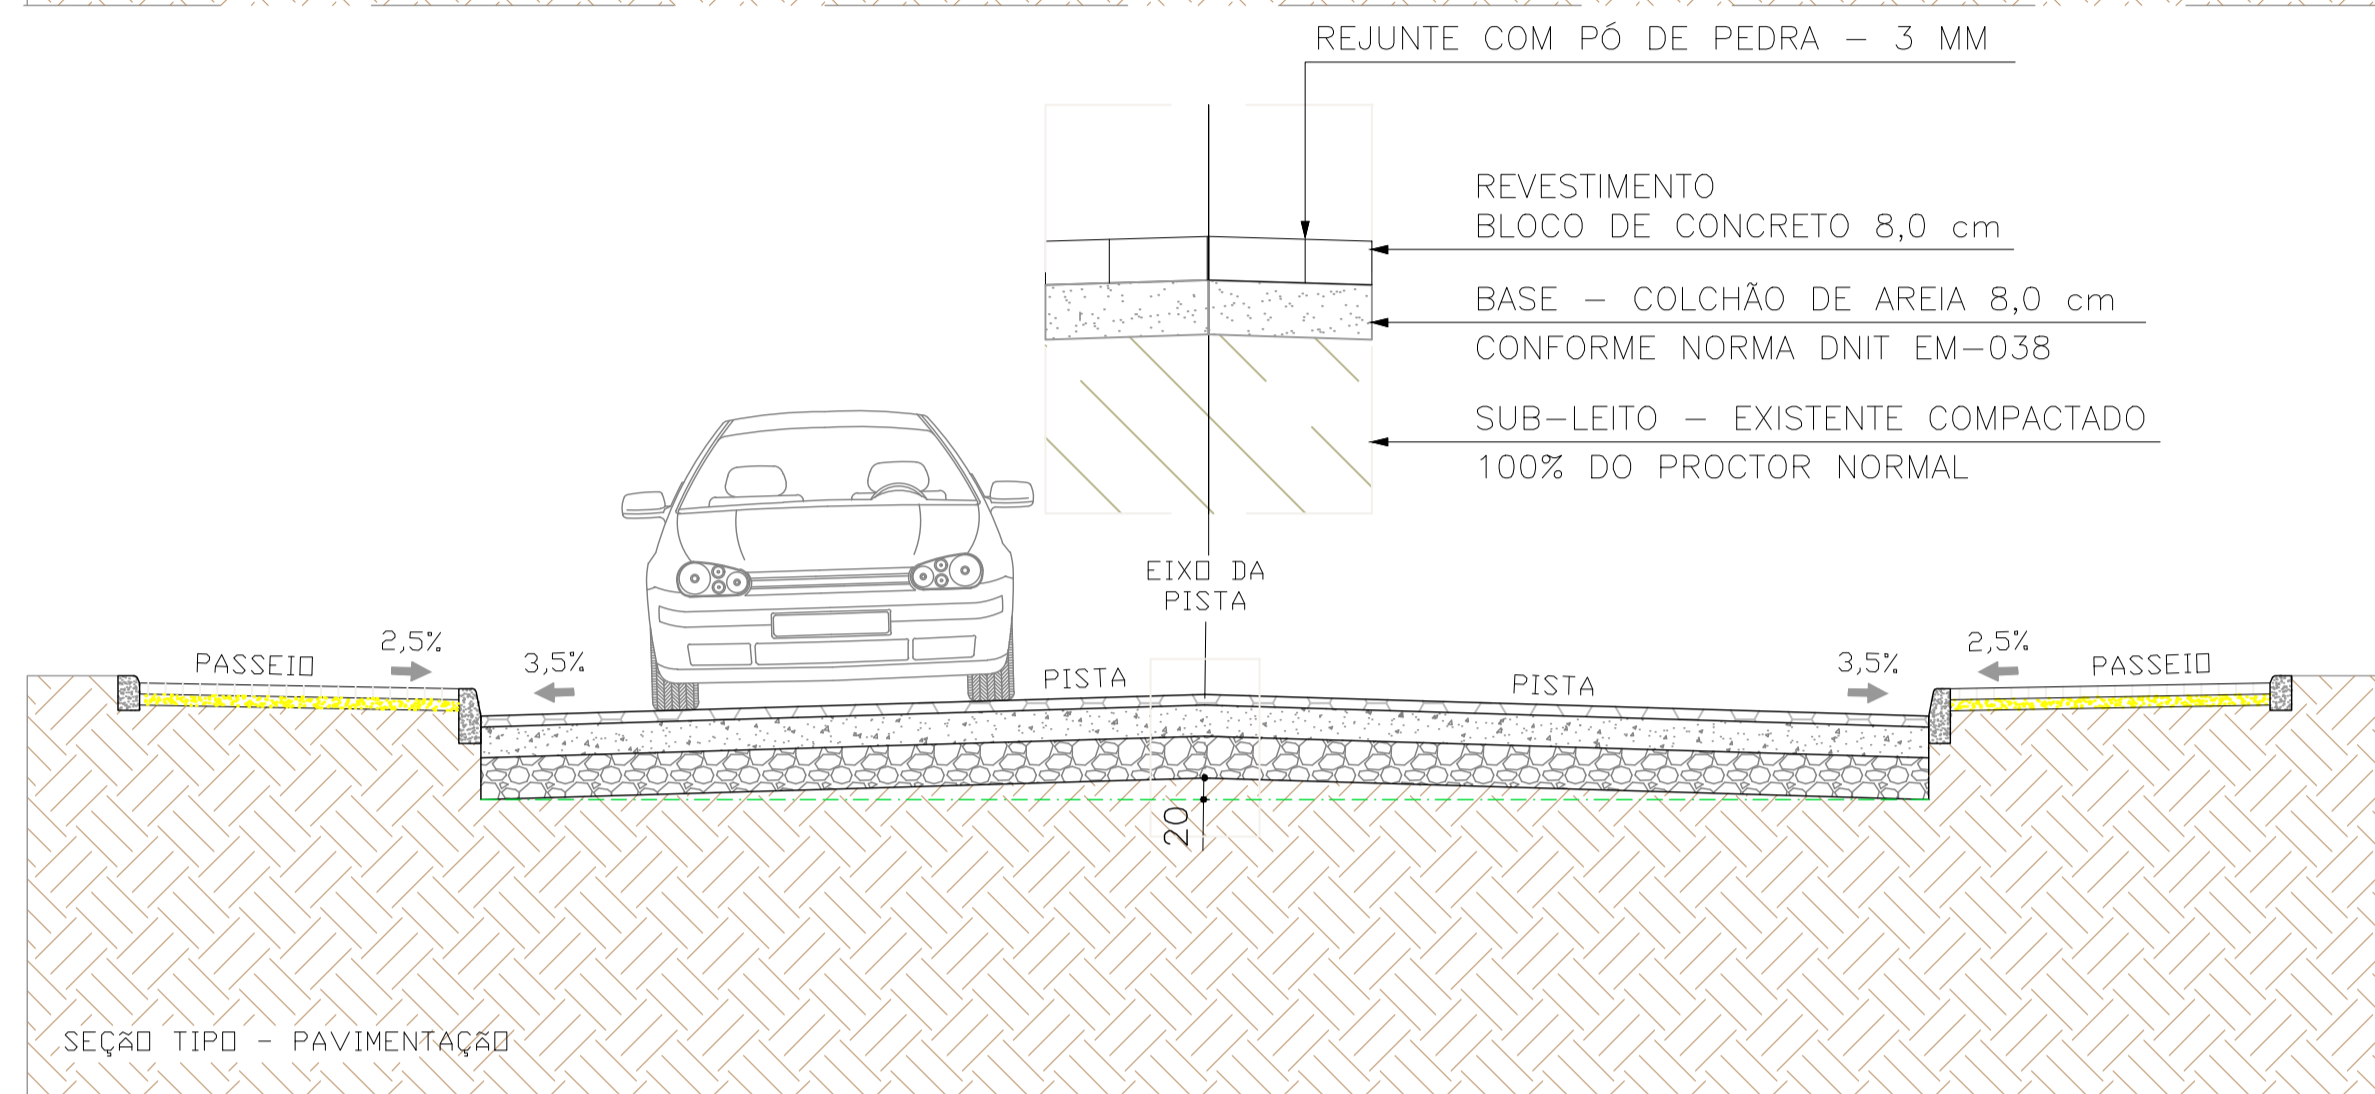 REJUNTE COM PÓ DE PEDRA – 3 MM
REVESTIMENTO
BLOCO DE CONCRETO 8,0 cm
BASE – COLCHÃO DE AREIA 8,0 cm
CONFORME NORMA DNIT EM–038
SUB–LEITO – EXISTENTE COMPACTADO
100% DO PROCTOR NORMAL
EIXO DA
PISTA
PASSEIO
2,5%
3,5%
PISTA
PISTA
3,5%
2,5%
PASSEIO
20
SEÇÃO TIPO – PAVIMENTAÇÃO